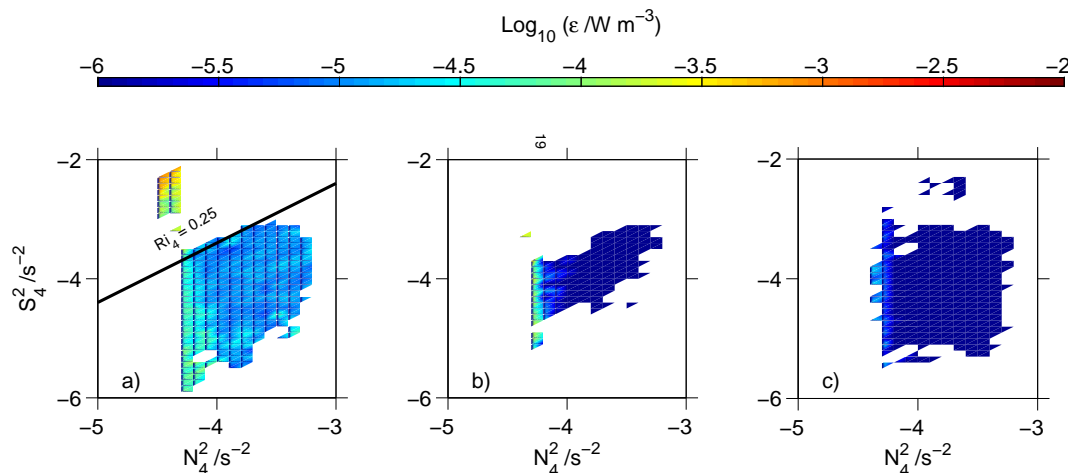 Log₁₀ (ε /W m⁻³)
−6 −5.5 −5 −4.5 −4 −3.5 −3 −2.5 −2
19
−2 −2 −2
Ri₄ = 0.25
S₄²/s⁻²
−4 −4 −4
a) b) c)
−6 −6 −6
−5 −4 −3 −5 −4 −3 −5 −4 −3
N₄²/s⁻² N₄²/s⁻² N₄²/s⁻²